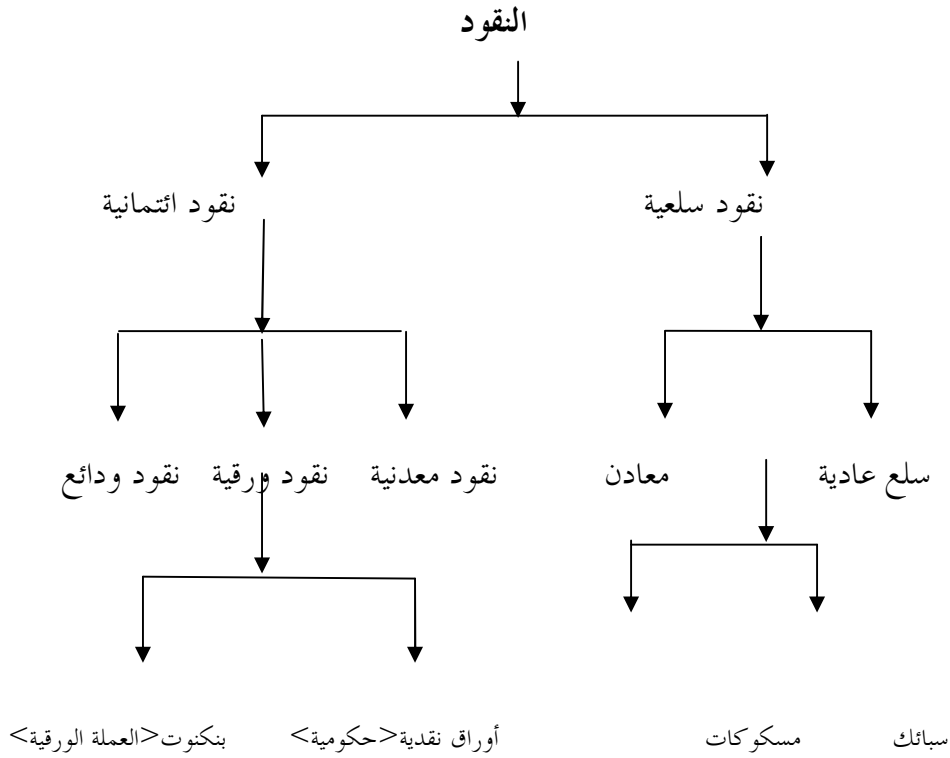 النقود
نقود سلعية نقود ائتمانية
سلع عادية معادن نقود معدنية نقود ورقية نقود ودائع
سبائك مسكوكات أوراق نقدية<حكومية> بنكنوت<العملة الورقية>